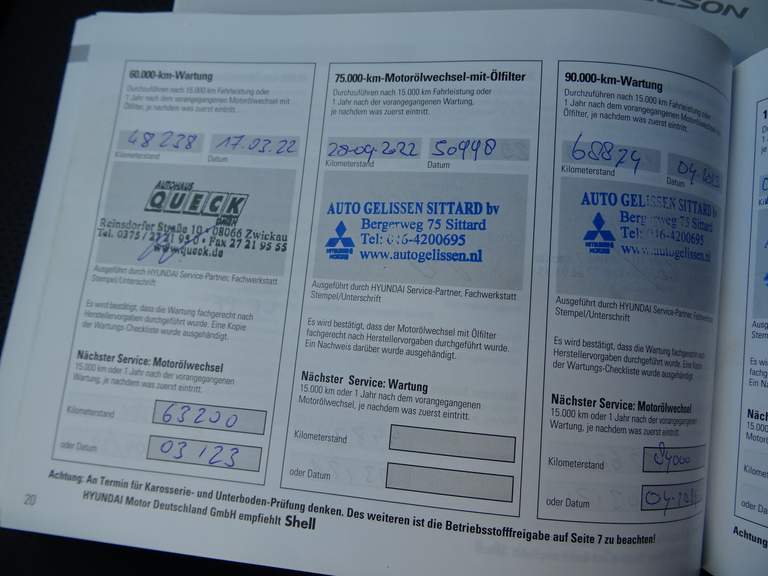 60.000-km-Wartung
Durchzuführen nach 15.000 km Fahrleistung oder
1 Jahr nach dem vorangegangenen Motorölwechsel mit
Ölfilter, je nachdem was zuerst eintritt.
48238 17.03.22
Kilometerstand Datum
AUTOHAUS
QUECK
GMBH
Reinsdorfer Straße 10 • 08066 Zwickau
Tel. 0375/2721950 • Fax 27 21 95 55
www.queck.de
Ausgeführt durch HYUNDAI Service-Partner, Fachwerkstatt
Stempel/Unterschrift
Es wird bestätigt, dass die Wartung fachgerecht nach
Herstellervorgaben durchgeführt wurde. Eine Kopie
der Wartungs-Checkliste wurde ausgehändigt.
Nächster Service: Motorölwechsel
15.000 km oder 1 Jahr nach der vorangegangenen
Wartung, je nachdem was zuerst eintritt.
Kilometerstand 63200
oder Datum 03 123
75.000-km-Motorölwechsel-mit-Ölfilter
Durchzuführen nach 15.000 km Fahrleistung oder
1 Jahr nach der vorangegangenen Wartung,
je nachdem was zuerst eintritt.
28-09-2022 50948
Kilometerstand Datum
AUTO GELISSEN SITTARD bv
Bergerweg 75 Sittard
Tel: 046-4200695
www.autogelissen.nl
MITSUBISHI
MOTORS
Ausgeführt durch HYUNDAI Service-Partner, Fachwerkstatt
Stempel/Unterschrift
Es wird bestätigt, dass der Motorölwechsel mit Ölfilter
fachgerecht nach Herstellervorgaben durchgeführt wurde.
Ein Nachweis darüber wurde ausgehändigt.
Nächster Service: Wartung
15.000 km oder 1 Jahr nach dem vorangegangenen
Motorölwechsel, je nachdem was zuerst eintritt.
Kilometerstand
oder Datum
90.000-km-Wartung
Durchzuführen nach 15.000 km Fahrleistung oder
1 Jahr nach dem vorangegangenen Motorölwechsel mit
Ölfilter, je nachdem was zuerst eintritt.
68874
Kilometerstand Datum
AUTO GELISSEN SITTARD bv
Bergerweg 75 Sittard
Tel: 046-4200695
www.autogelissen.nl
MITSUBISHI
MOTORS
Ausgeführt durch HYUNDAI Service-Partner, Fachwerkstatt
Stempel/Unterschrift
Es wird bestätigt, dass die Wartung fachgerecht nach
Herstellervorgaben durchgeführt wurde. Eine Kopie
der Wartungs-Checkliste wurde ausgehändigt.
Nächster Service: Motorölwechsel
15.000 km oder 1 Jahr nach der vorangegangenen
Wartung, je nachdem was zuerst eintritt.
Kilometerstand 84000
oder Datum
Achtung: An Termin für Karosserie- und Unterboden-Prüfung denken. Des weiteren ist die Betriebsstofffreigabe auf Seite 7 zu beachten!
20 HYUNDAI Motor Deutschland GmbH empfiehlt Shell